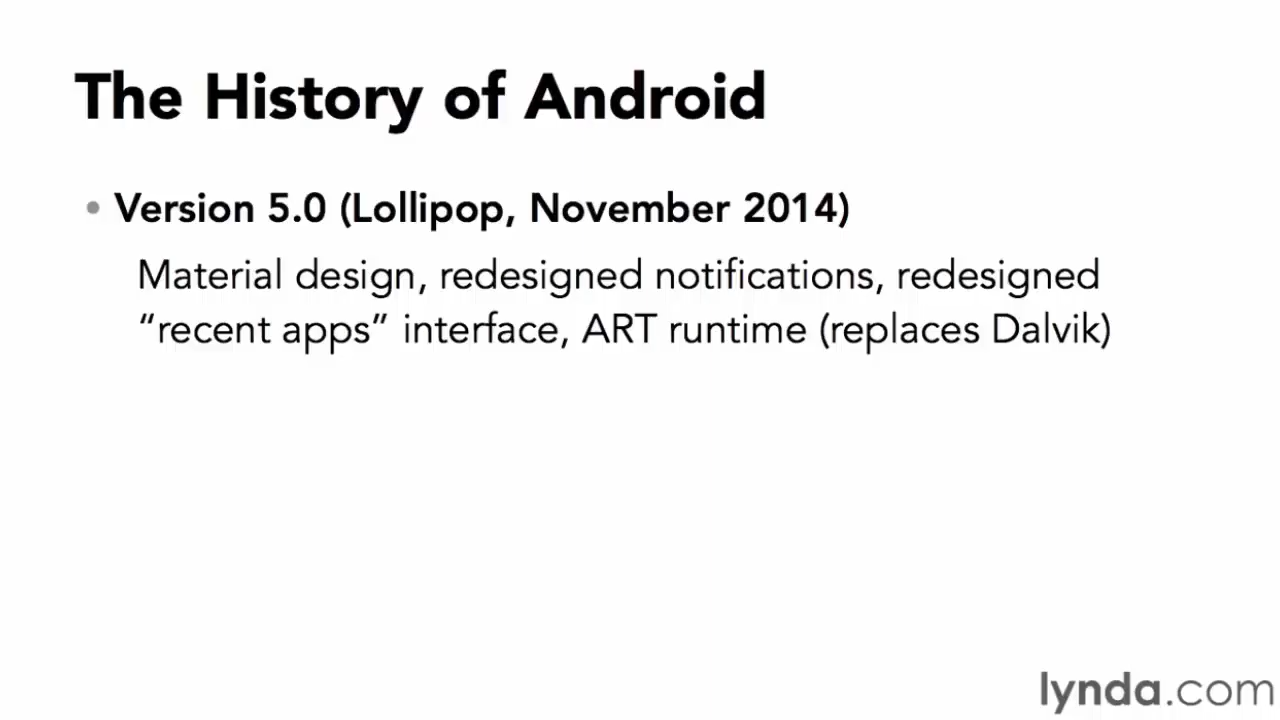 The History of Android
• Version 5.0 (Lollipop, November 2014)
Material design, redesigned notifications, redesigned
“recent apps” interface, ART runtime (replaces Dalvik)
lynda.com